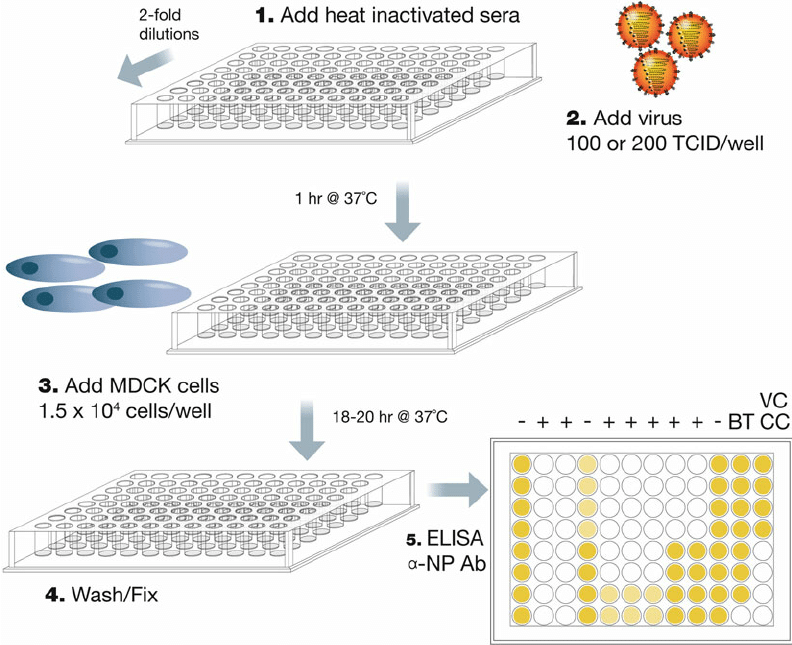 2-fold
dilutions
1. Add heat inactivated sera
2. Add virus
100 or 200 TCID/well
1 hr @ 37°C
3. Add MDCK cells
1.5 x 10⁴ cells/well
18-20 hr @ 37°C
VC
- + + - + + + + + - BT CC
5. ELISA
α-NP Ab
4. Wash/Fix